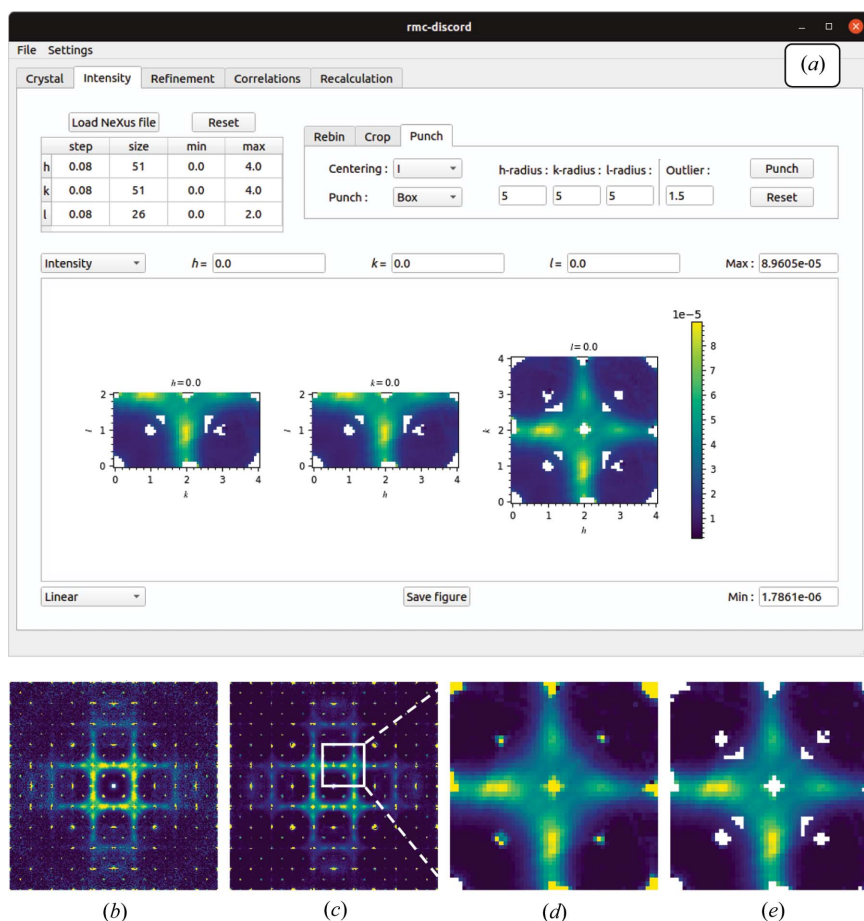 rmc-discord
File Settings
(a)
Crystal Intensity Refinement Correlations Recalculation
Load NeXus file Reset
Rebin Crop Punch
step size min max
h 0.08 51 0.0 4.0
k 0.08 51 0.0 4.0
l 0.08 26 0.0 2.0
Centering : I h-radius : k-radius : l-radius : Outlier : Punch
Punch : Box 5 5 5 1.5 Reset
Intensity h = 0.0 k = 0.0 l = 0.0 Max : 8.9605e-05
h = 0.0
2
1
0
l
0 1 2 3 4
k
k = 0.0
2
1
0
l
0 1 2 3 4
h
l = 0.0
4
3
2
1
0
k
0 1 2 3 4
h
1e-5
8
7
6
5
4
3
2
1
Linear Save figure Min : 1.7861e-06
(b) (c) (d) (e)